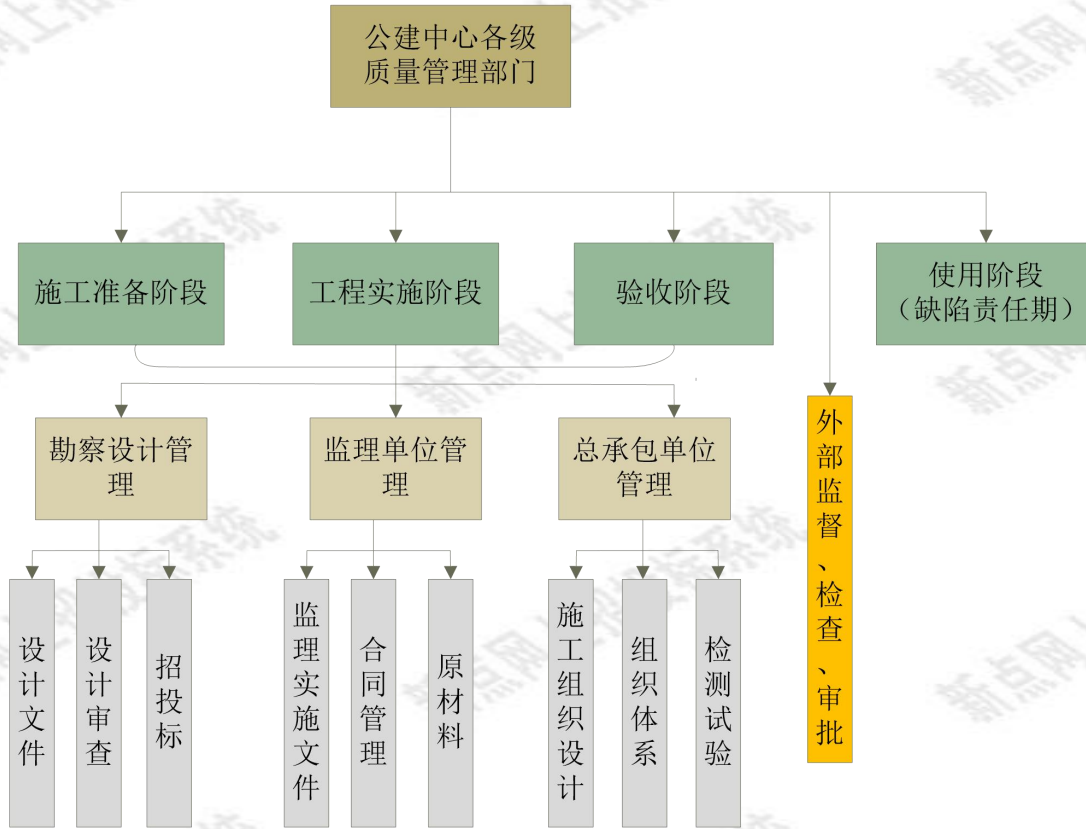 公建中心各级
质量管理部门
施工准备阶段
工程实施阶段
验收阶段
使用阶段
（缺陷责任期）
勘察设计管
理
监理单位管
理
总承包单位
管理
外部监督、检查、审批
设计文件
设计审查
招投标
监理实施文件
合同管理
原材料
施工组织设计
组织体系
检测试验